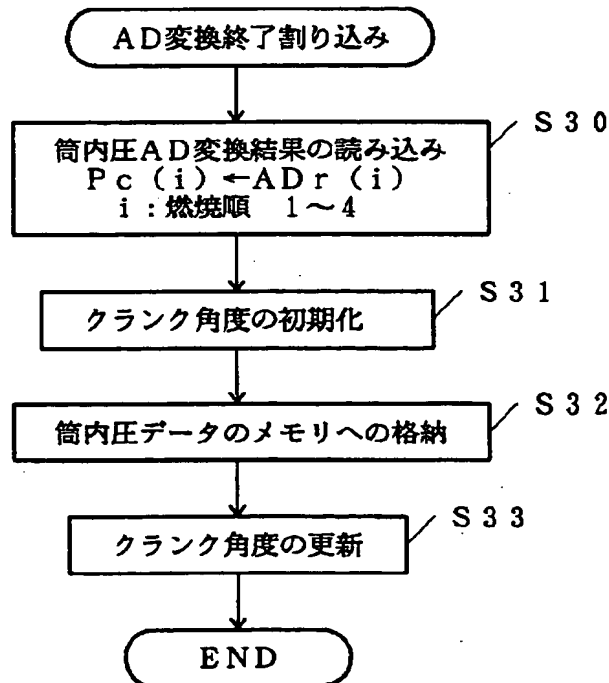 AD変換終了割り込み
S30
筒内圧AD変換結果の読み込み
Pc(i)←ADr(i)
i:燃焼順 1～4
S31
クランク角度の初期化
S32
筒内圧データのメモリへの格納
S33
クランク角度の更新
END